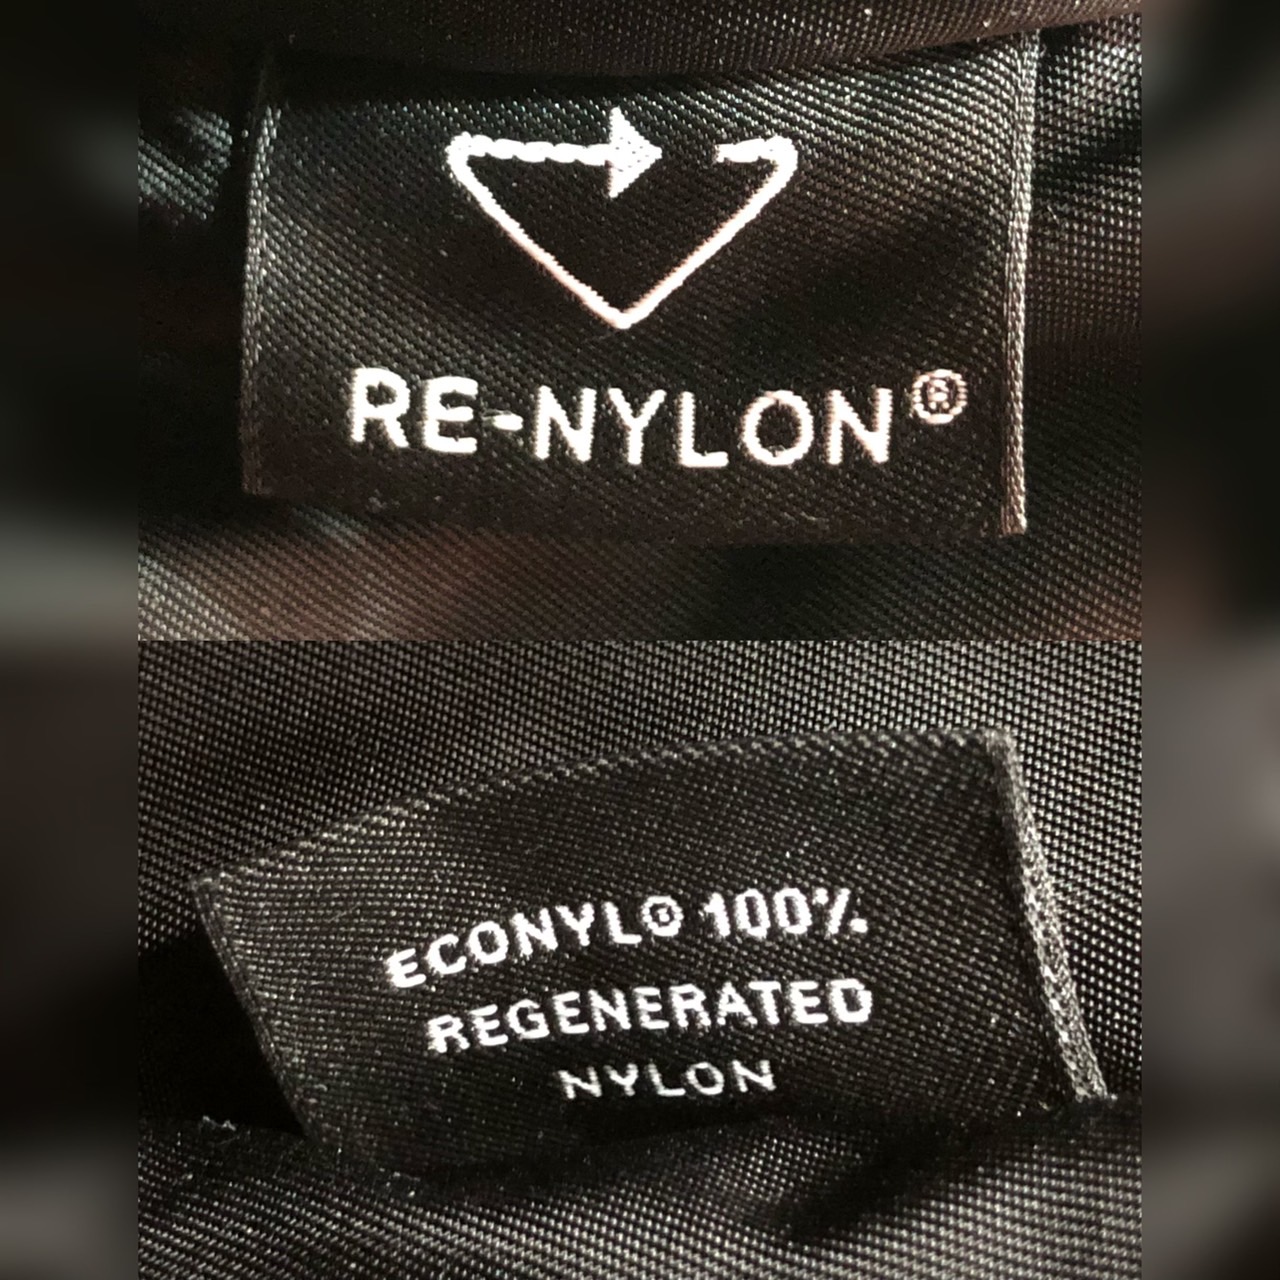 RE-NYLON®
ECONYL® 100%
REGENERATED
NYLON